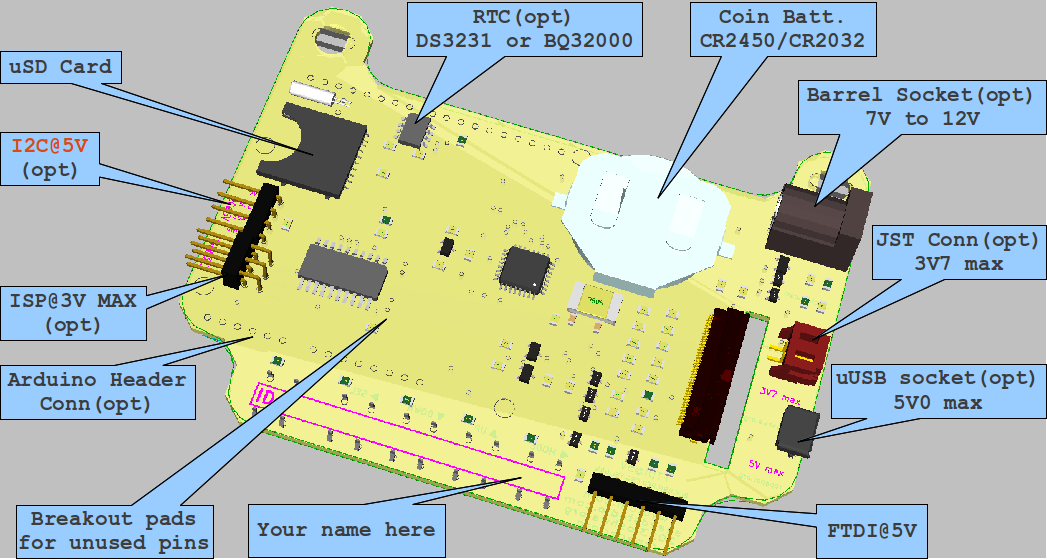 RTC(opt)
DS3231 or BQ32000
Coin Batt.
CR2450/CR2032
uSD Card
Barrel Socket(opt)
7V to 12V
I2C@5V
(opt)
JST Conn(opt)
3V7 max
ISP@3V MAX
(opt)
Arduino Header
Conn(opt)
uUSB socket(opt)
5V0 max
ID
3V7 max
5V max
Breakout pads
for unused pins
Your name here
FTDI@5V